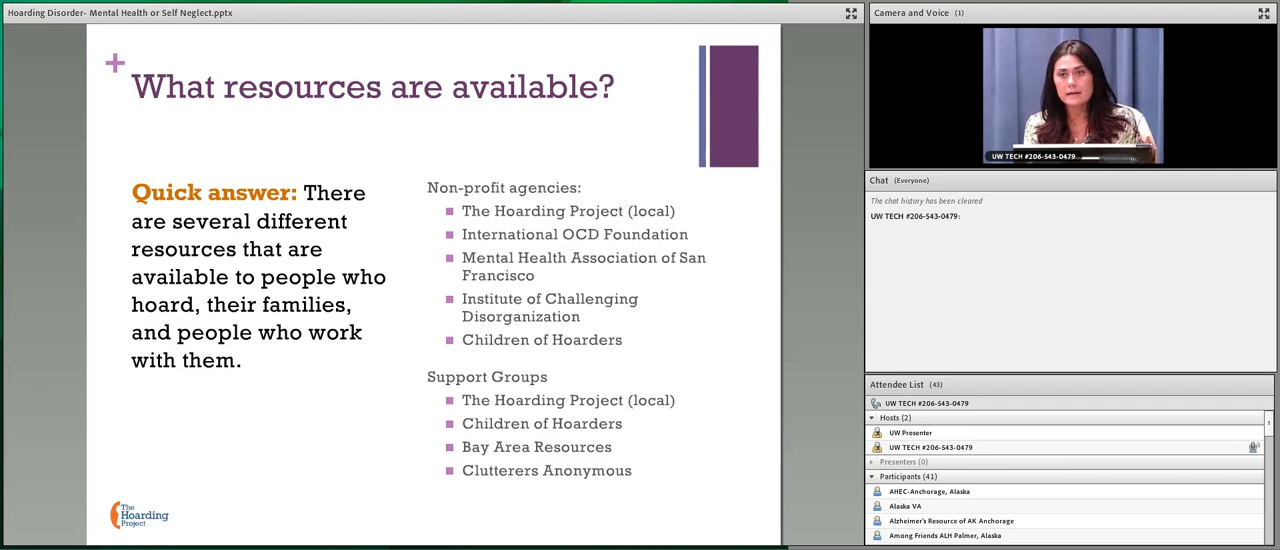 Hoarding Disorder- Mental Health or Self Neglect.pptx
+
What resources are available?
Quick answer: There
are several different
resources that are
available to people who
hoard, their families,
and people who work
with them.
Non-profit agencies:
The Hoarding Project (local)
International OCD Foundation
Mental Health Association of San
Francisco
Institute of Challenging
Disorganization
Children of Hoarders
Support Groups
The Hoarding Project (local)
Children of Hoarders
Bay Area Resources
Clutterers Anonymous
The
Hoarding
Project
Camera and Voice (1)
UW TECH #206-543-0479
Chat (Everyone)
The chat history has been cleared
UW TECH #206-543-0479:
Attendee List (43)
UW TECH #206-543-0479
Hosts (2)
UW Presenter
UW TECH #206-543-0479
Presenters (0)
Participants (41)
AHEC-Anchorage, Alaska
Alaska VA
Alzheimer's Resource of AK Anchorage
Among Friends ALH Palmer, Alaska